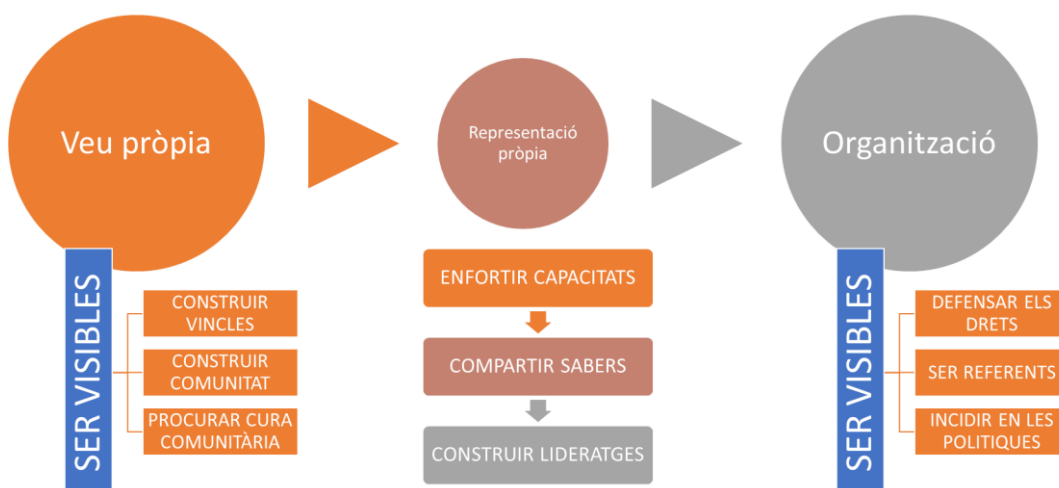 Veu pròpia
Representació
pròpia
Organització
SER VISIBLES
CONSTRUIR
VINCLES
CONSTRUIR
COMUNITAT
PROCURAR CURA
COMUNITÀRIA
ENFORTIR CAPACITATS
COMPARTIR SABERS
CONSTRUIR LIDERATGES
SER VISIBLES
DEFENSAR ELS
DRETS
SER REFERENTS
INCIDIR EN LES
POLITIQUES